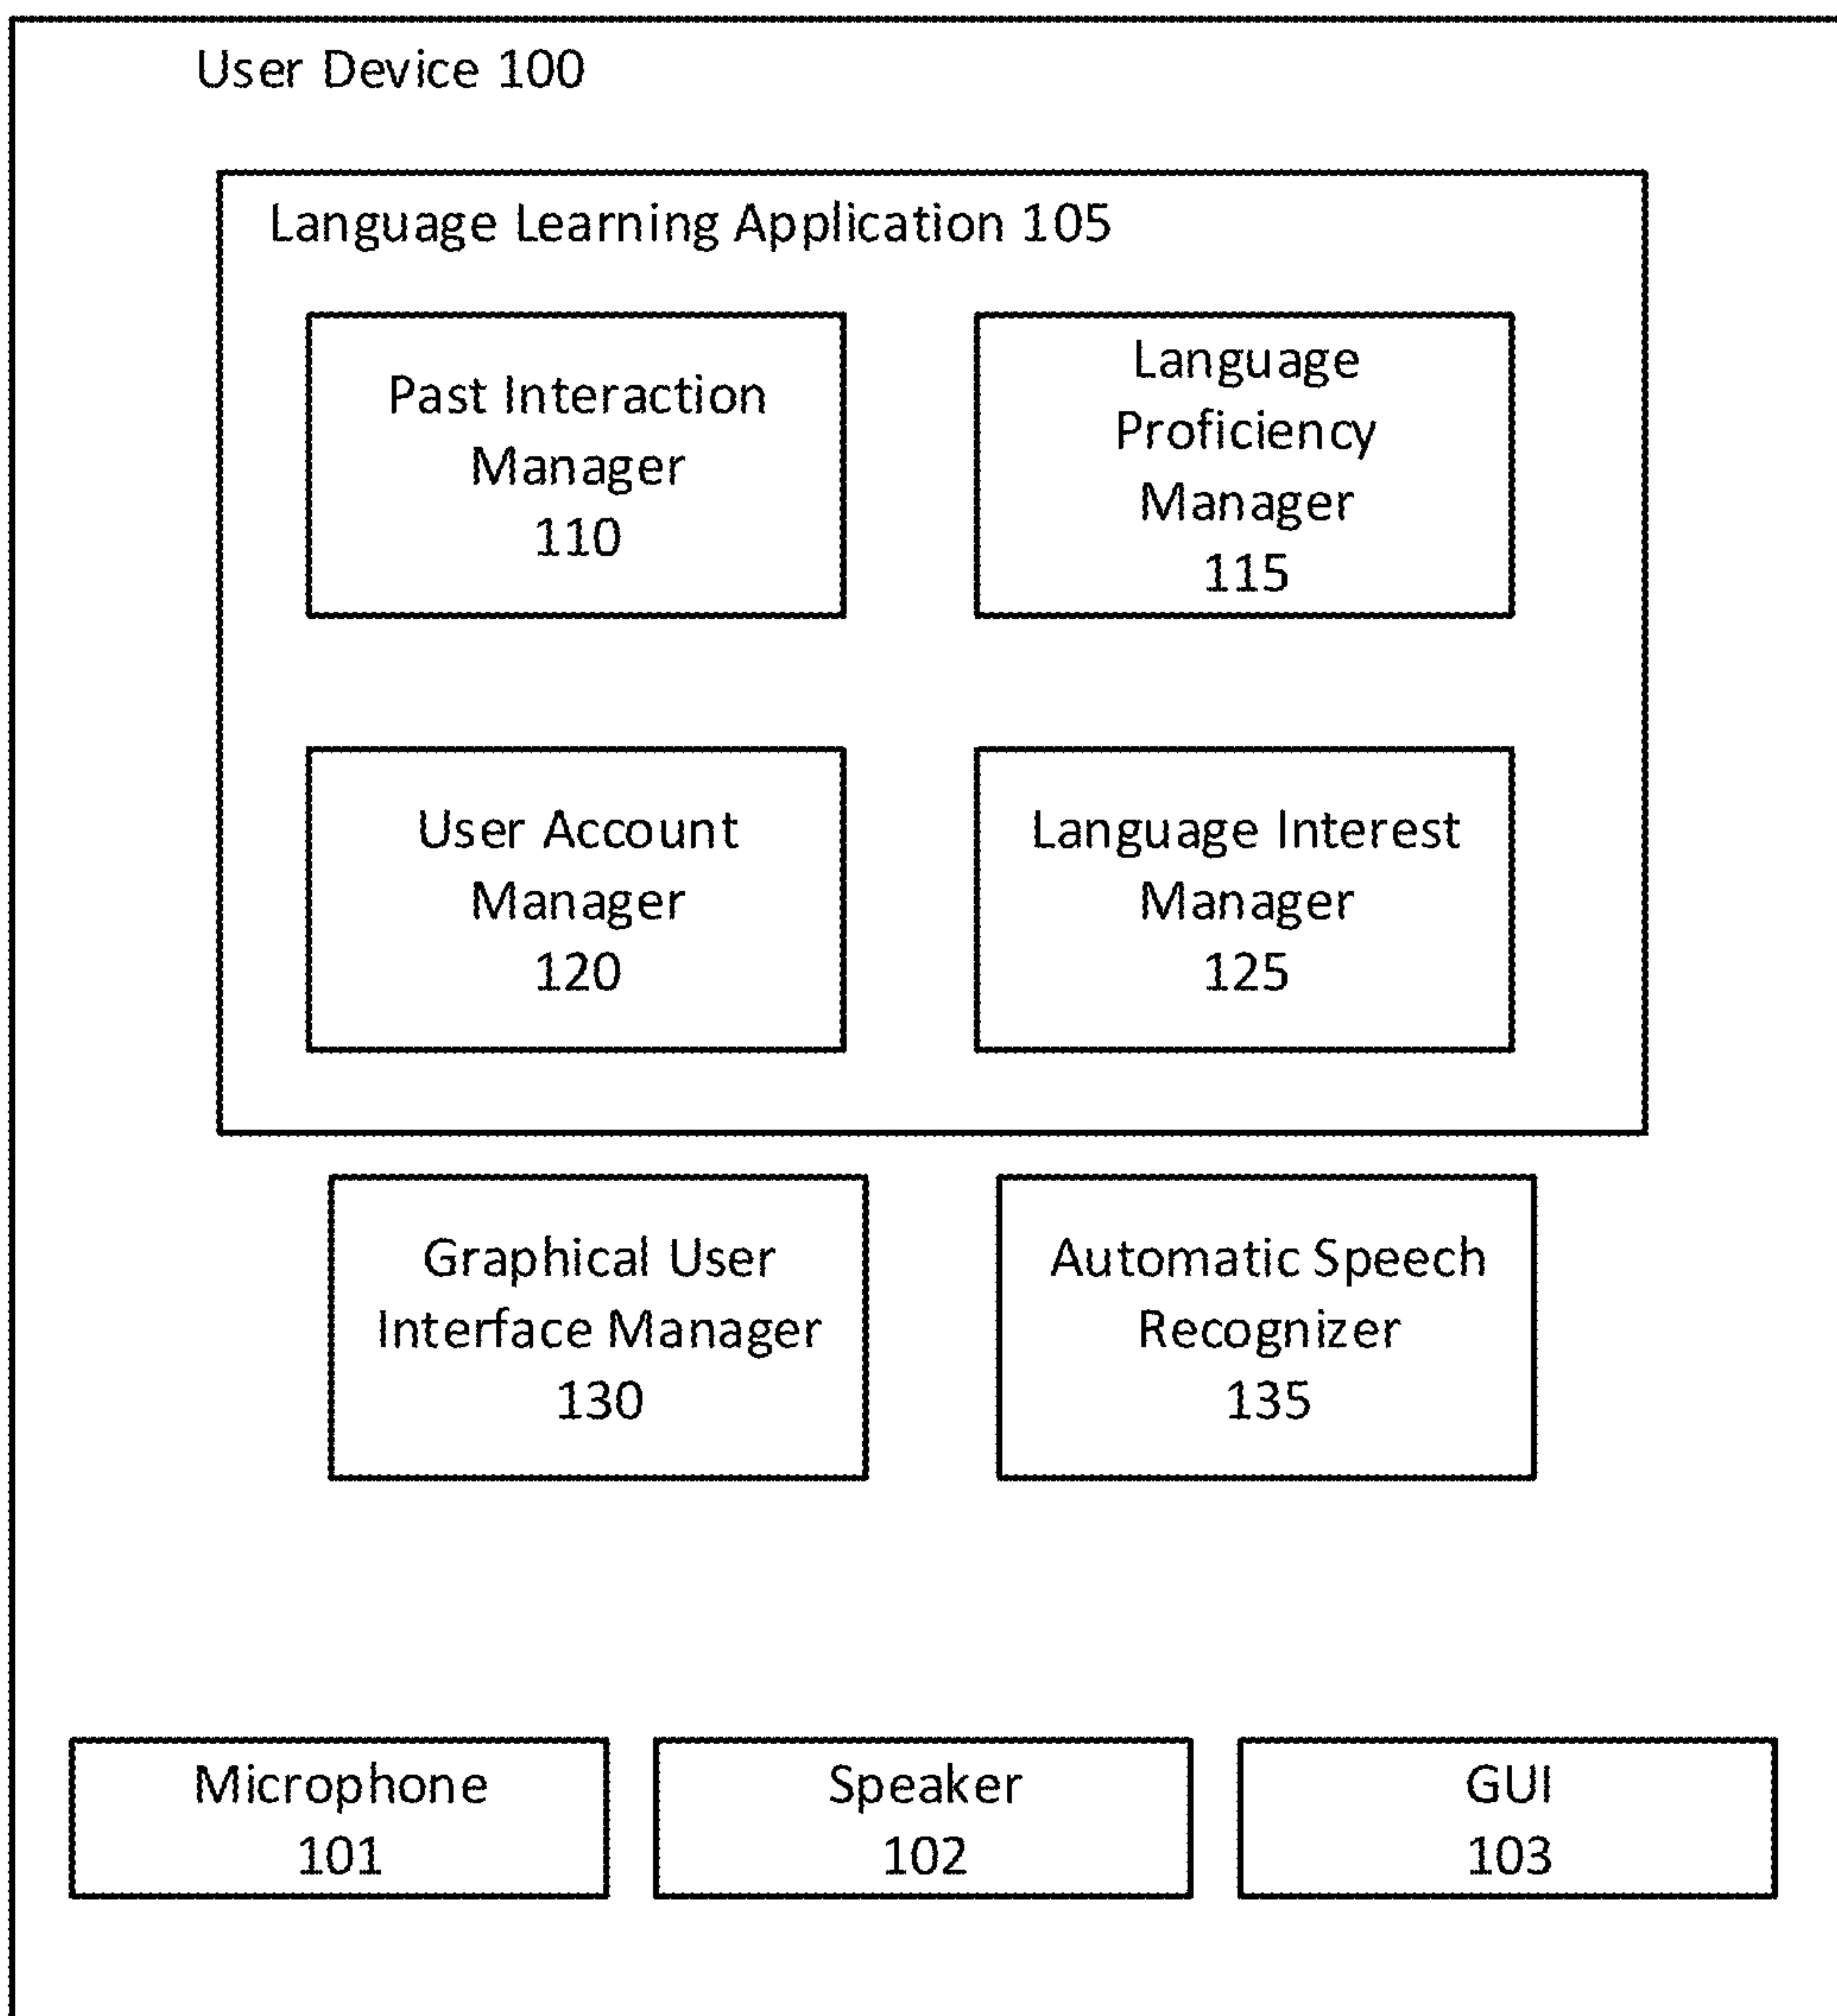 User Device 100
Language Learning Application 105
Past Interaction
Manager
110
Language
Proficiency
Manager
115
User Account
Manager
120
Language Interest
Manager
125
Graphical User
Interface Manager
130
Automatic Speech
Recognizer
135
Microphone
101
Speaker
102
GUI
103